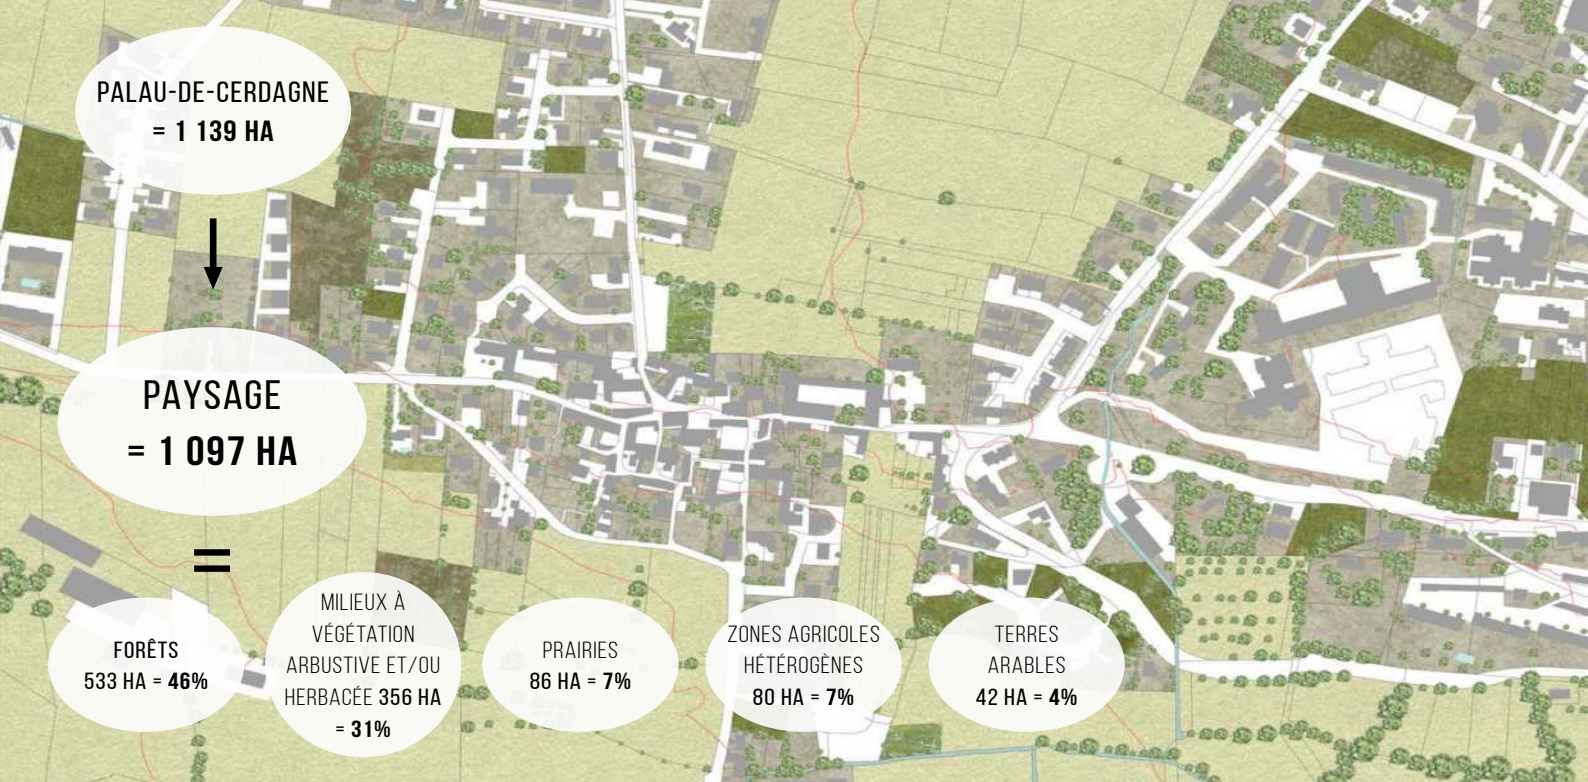 PALAU-DE-CERDAGNE
= 1 139 HA
PAYSAGE
= 1 097 HA
=
FORÊTS
533 HA = 46%
MILIEUX À
VÉGÉTATION
ARBUSTIVE ET/OU
HERBACÉE 356 HA
= 31%
PRAIRIES
86 HA = 7%
ZONES AGRICOLES
HÉTÉROGÈNES
80 HA = 7%
TERRES
ARABLES
42 HA = 4%